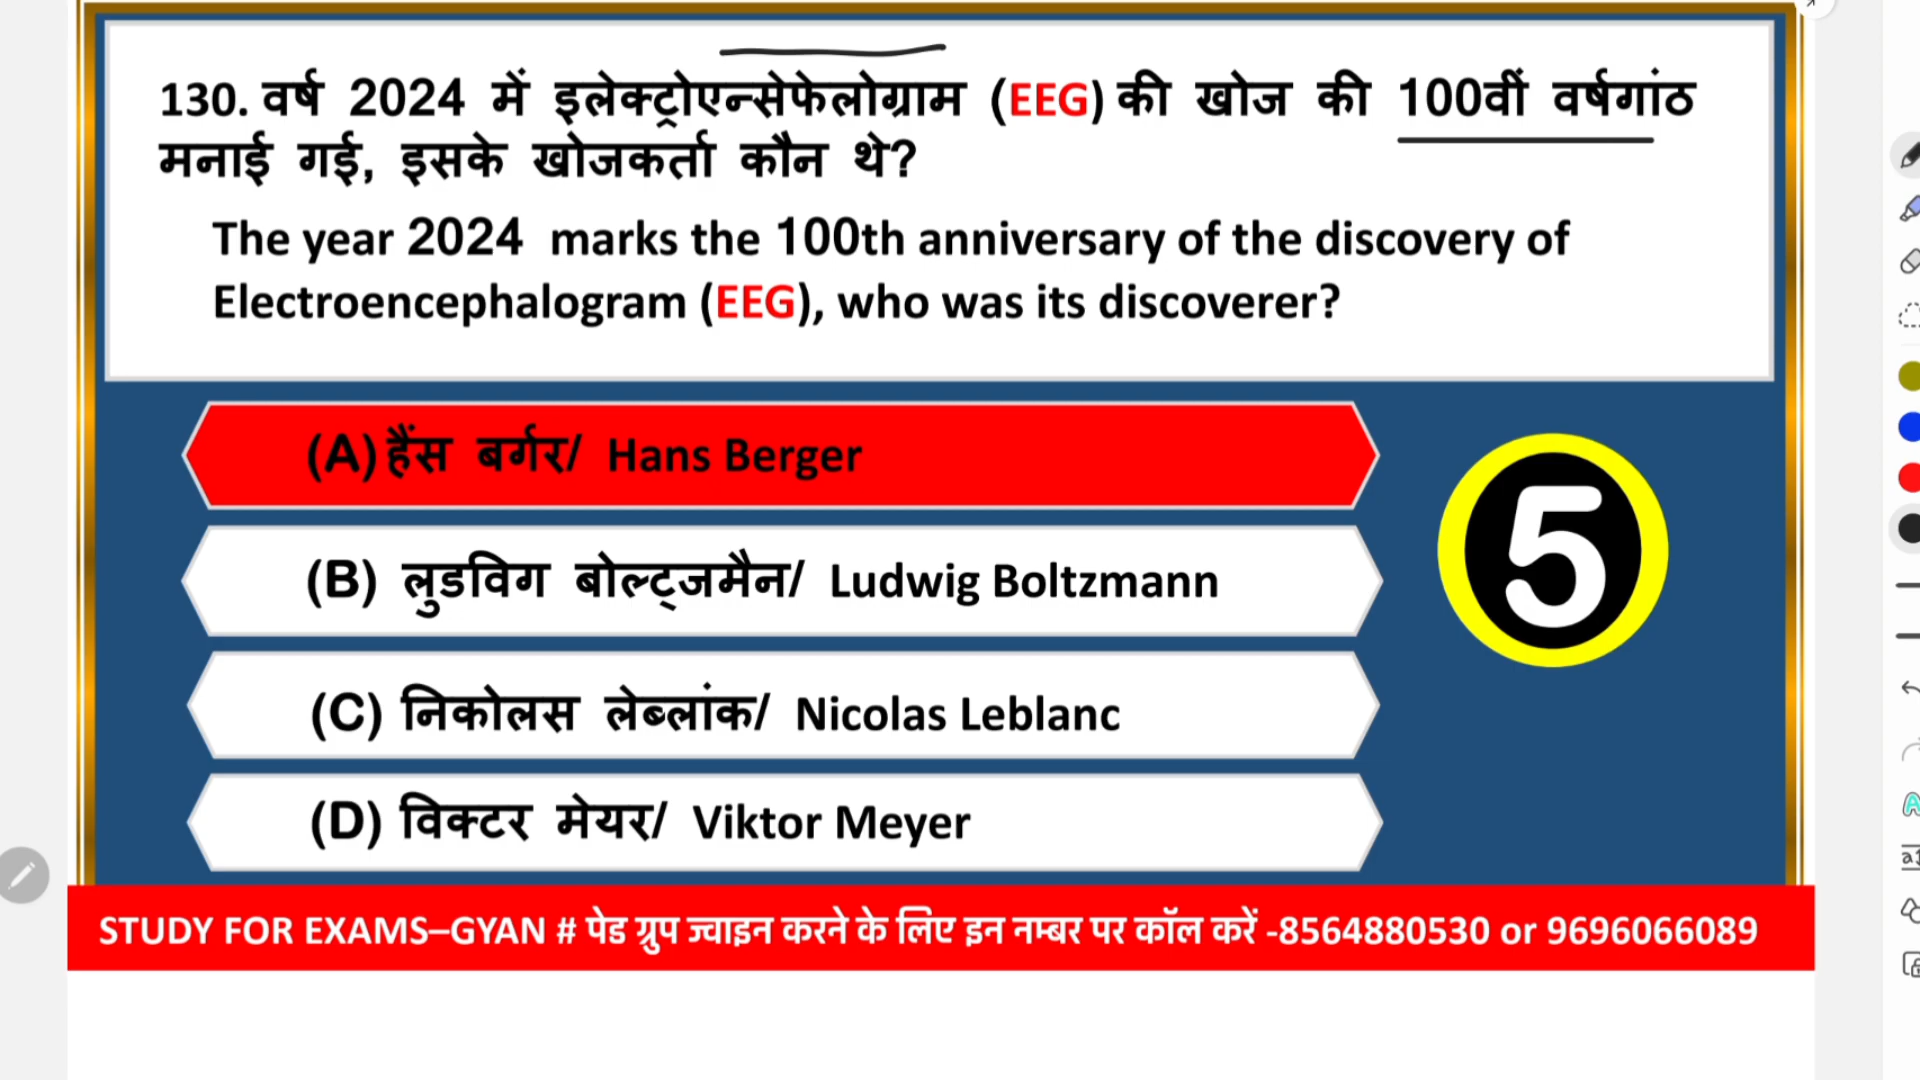 130. वर्ष 2024 में इलेक्ट्रोएन्सेफेलोग्राम (EEG) की खोज की 100वीं वर्षगांठ
मनाई गई, इसके खोजकर्ता कौन थे?
The year 2024 marks the 100th anniversary of the discovery of
Electroencephalogram (EEG), who was its discoverer?
(A) हैंस बर्गर/ Hans Berger
(B) लुडविग बोल्ट्जमैन/ Ludwig Boltzmann
5
(C) निकोलस लेब्लांक/ Nicolas Leblanc
(D) विक्टर मेयर/ Viktor Meyer
STUDY FOR EXAMS–GYAN # पेड ग्रुप ज्वाइन करने के लिए इन नम्बर पर कॉल करें -8564880530 or 9696066089